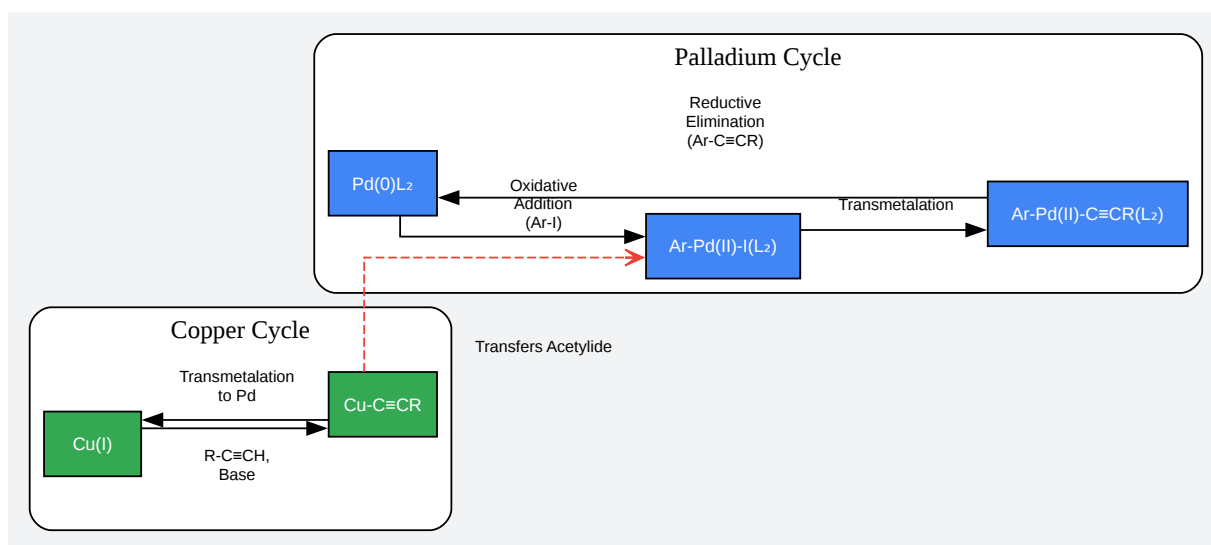 Palladium Cycle
Reductive
Elimination
(Ar-C≡CR)
Pd(0)L₂
Oxidative
Addition
(Ar-I)
Transmetalation
Ar-Pd(II)-I(L₂)
Ar-Pd(II)-C≡CR(L₂)
Copper Cycle
Transfers Acetylide
Transmetalation
to Pd
Cu-C≡CR
Cu(I)
R-C≡CH,
Base